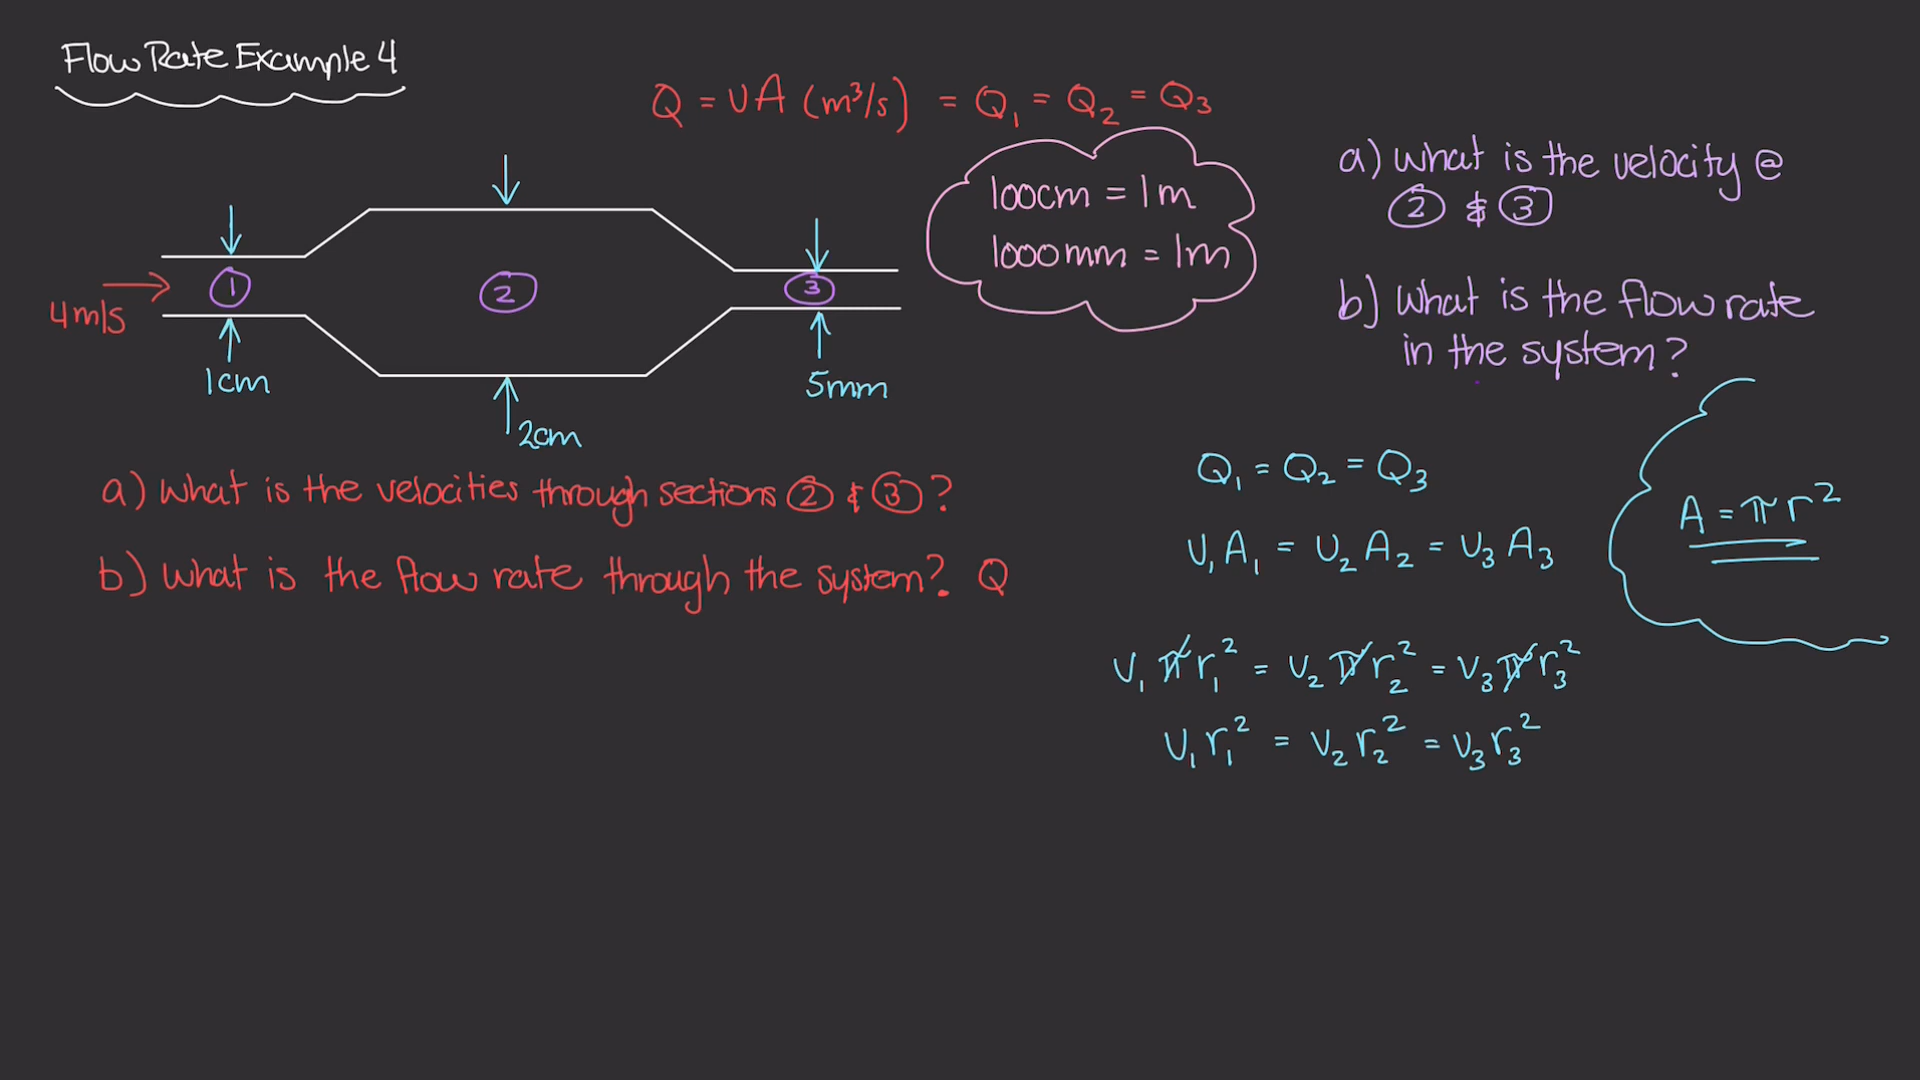 Flow Rate Example 4
Q = VA (m³/s) = Q₁ = Q₂ = Q₃
100cm = 1m
1000mm = 1m
a) What is the velocity @
② & ③
b) What is the flow rate
in the system?
4m/s
①
②
③
1cm
2cm
5mm
a) What is the velocities through sections ② & ③?
b) What is the flow rate through the system? Q
Q₁ = Q₂ = Q₃
V₁A₁ = V₂A₂ = V₃A₃
A = πr²
V₁πr₁² = V₂πr₂² = V₃πr₃²
V₁r₁² = V₂r₂² = V₃r₃²